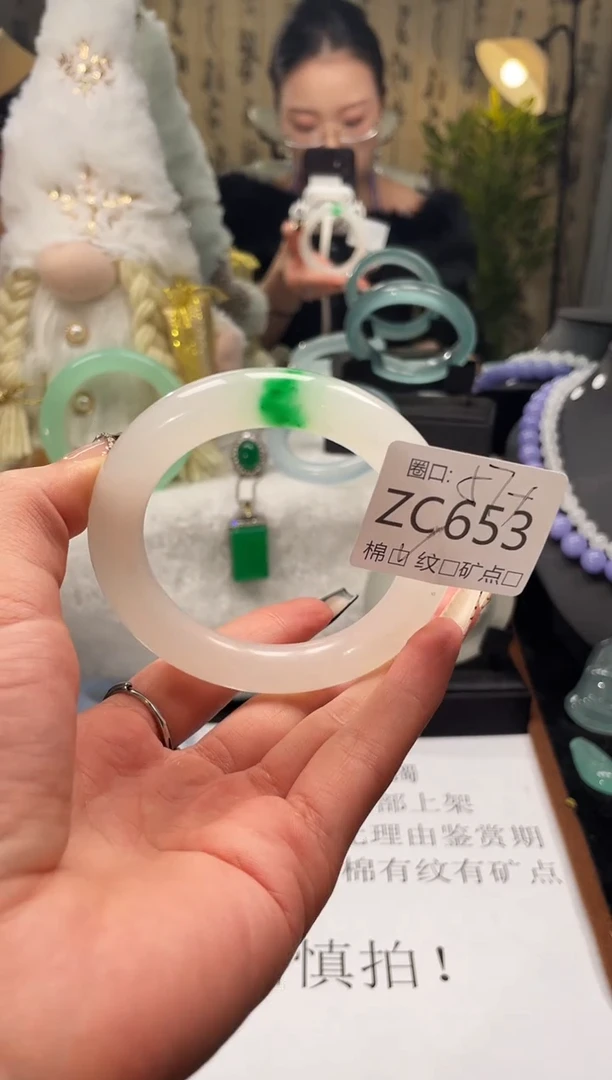 圈口: 57+
ZC653
棉☑ 纹□矿点□
部上架
理由鉴赏期
棉有纹有矿点
慎拍！